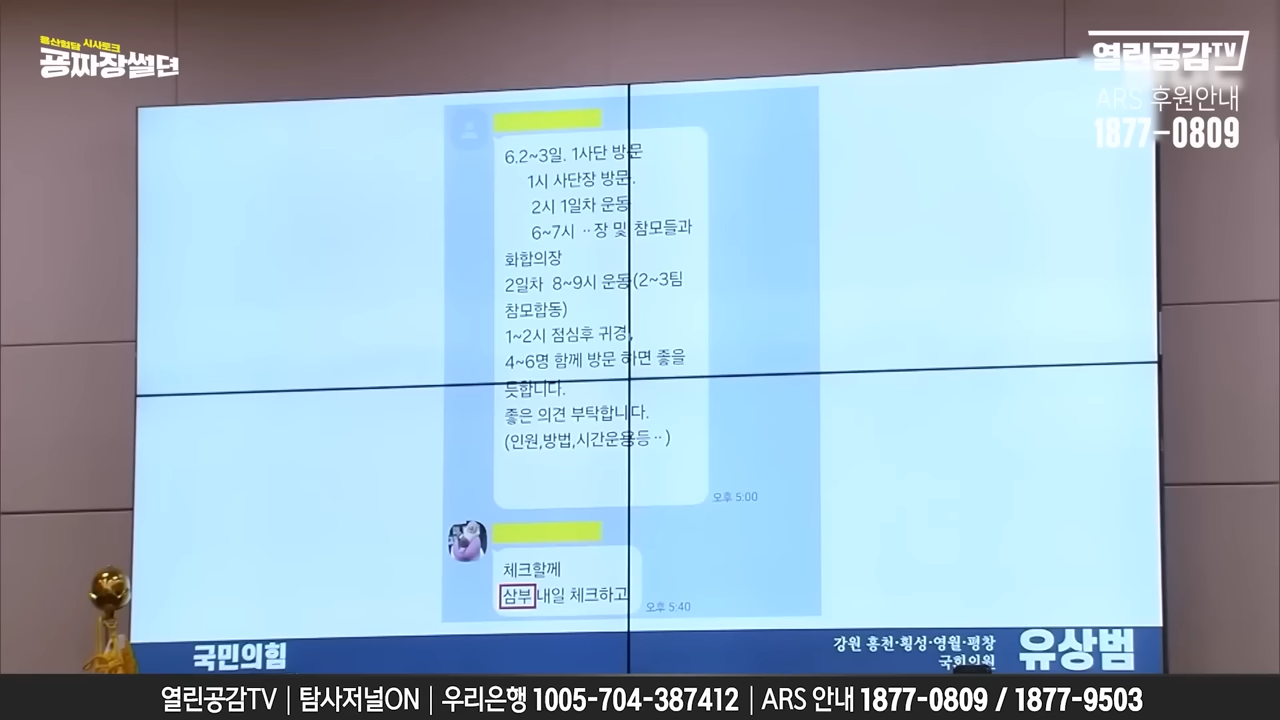 용산협담 시사토크
짜장썰뎐
열린공감TV
ARS 후원안내
1877-0809
6.2~3일. 1사단 방문
1시 사단장 방문.
2시 1일차 운동
6~7시 ··장 및 참모들과
화합의장
2일차 8~9시 운동(2~3팀
참모합동)
1~2시 점심후 귀경,
4~6명 함께 방문 하면 좋을
듯합니다.
좋은 의견 부탁합니다.
(인원,방법,시간운용등··)
오후 5:00
체크할께
삼부 내일 체크하고
오후 5:40
국민의힘
강원 홍천·횡성·영월·평창
국회의원
유상범
열린공감TV | 탐사저널ON | 우리은행 1005-704-387412 | ARS 안내 1877-0809 / 1877-9503